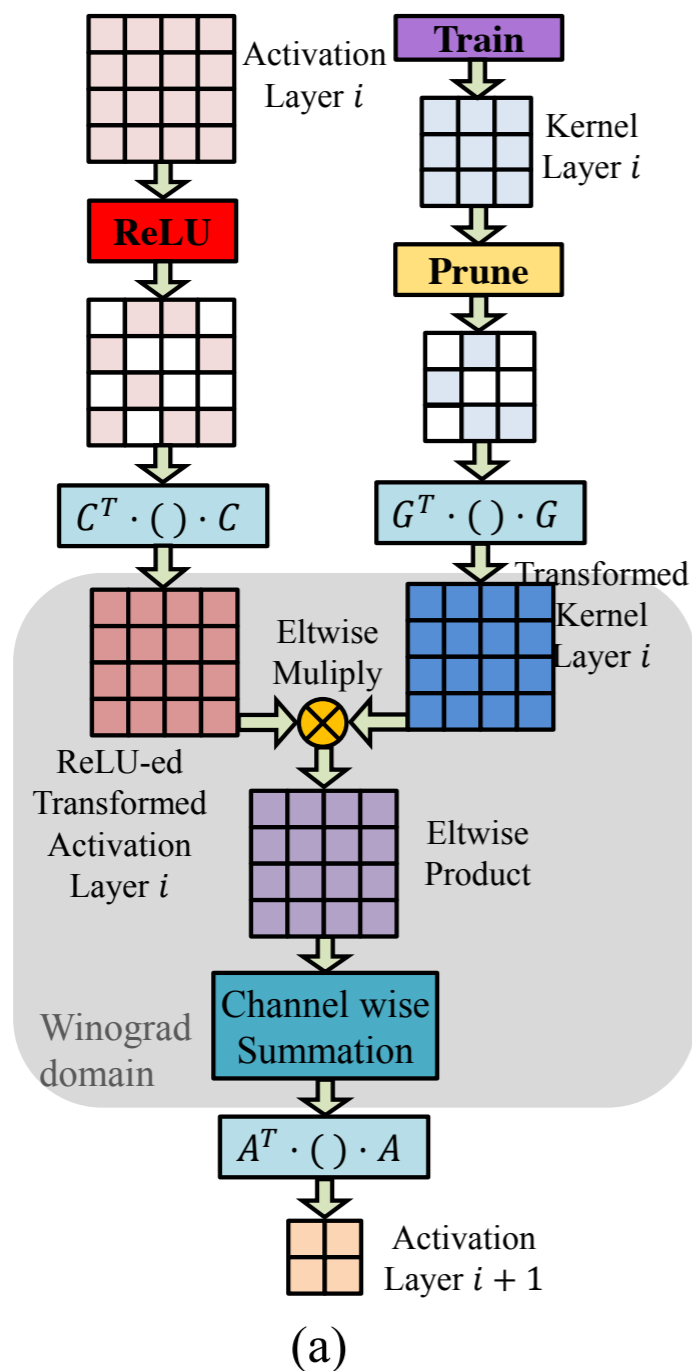 Activation
Layer i
Train
Kernel
Layer i
ReLU
Prune
C^T · ( ) · C
G^T · ( ) · G
Transformed
Kernel
Layer i
Eltwise
Muliply
ReLU-ed
Transformed
Activation
Layer i
Eltwise
Product
Channel wise
Summation
Winograd
domain
A^T · ( ) · A
Activation
Layer i + 1
(a)